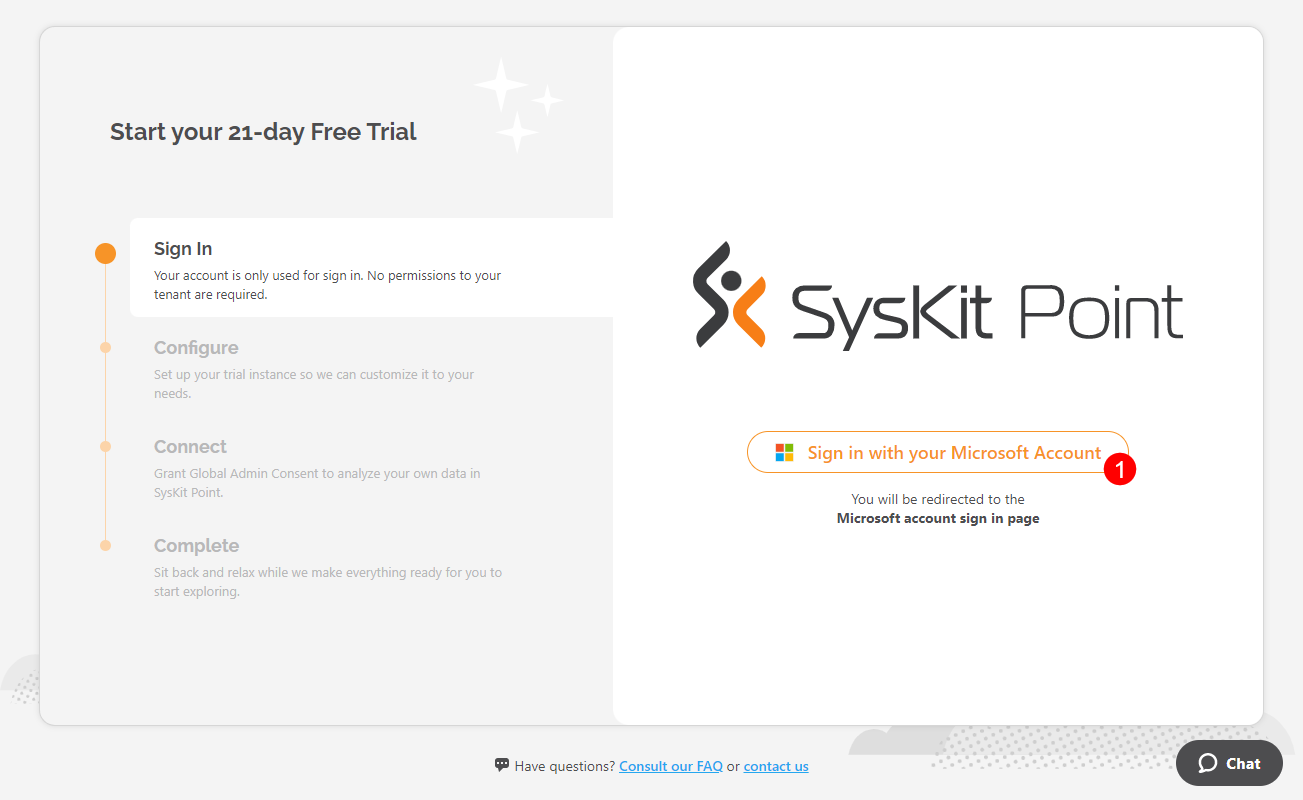 Start your 21-day Free Trial
Sign In
Your account is only used for sign in. No permissions to your
tenant are required.
Configure
Set up your trial instance so we can customize it to your
needs.
Connect
Grant Global Admin Consent to analyze your own data in
SysKit Point.
Complete
Sit back and relax while we make everything ready for you to
start exploring.
SysKit Point
Sign in with your Microsoft Account
1
You will be redirected to the
Microsoft account sign in page
Have questions? Consult our FAQ or contact us
Chat